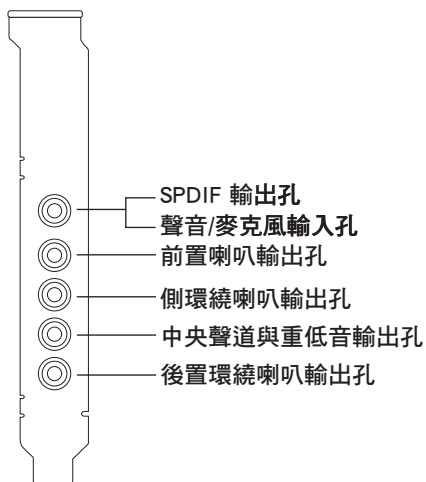 SPDIF 輸出孔
聲音/麥克風輸入孔
前置喇叭輸出孔
側環繞喇叭輸出孔
中央聲道與重低音輸出孔
後置環繞喇叭輸出孔